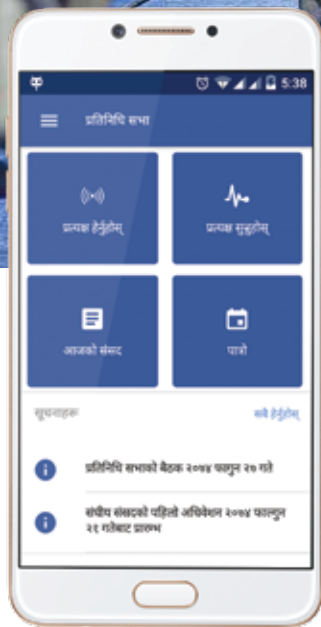 5:38
प्रतिनिधि सभा
प्रत्यक्ष हेर्नुहोस्
प्रत्यक्ष सुन्नुहोस्
आजको संसद
पात्रो
सूचनाहरू
सबै हेर्नुहोस्
प्रतिनिधि सभाको बैठक २०७४ फागुन २७ गते
संघीय संसदको पहिलो अधिवेशन २०७४ फाल्गुन
२१ गतेबाट प्रारम्भ